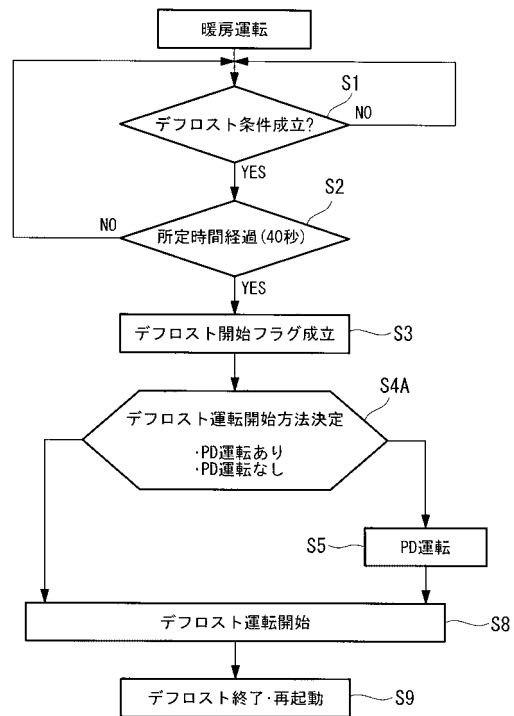 暖房運転
S1
デフロスト条件成立?
NO
YES
S2
NO
所定時間経過(40秒)
YES
デフロスト開始フラグ成立
S3
S4A
デフロスト運転開始方法決定
・PD運転あり
・PD運転なし
S5
PD運転
デフロスト運転開始
S8
デフロスト終了・再起動
S9